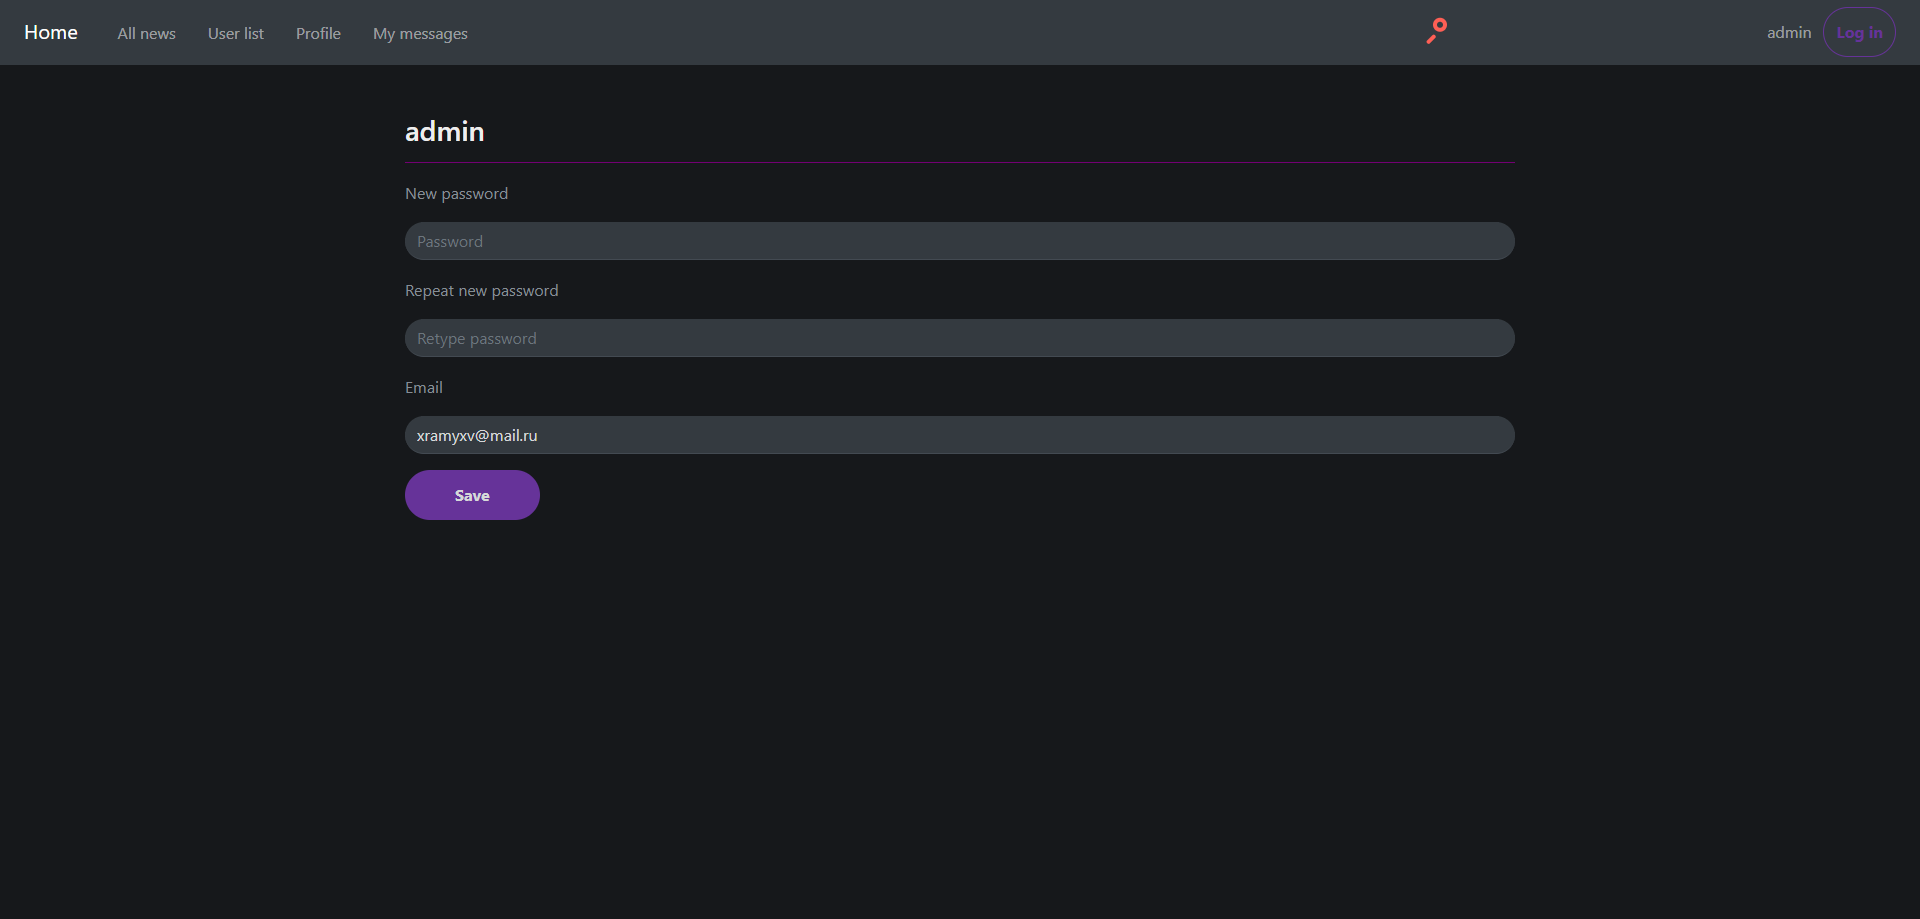 Home All news User list Profile My messages admin Log in
admin
New password
Password
Repeat new password
Retype password
Email
xramyxv@mail.ru
Save